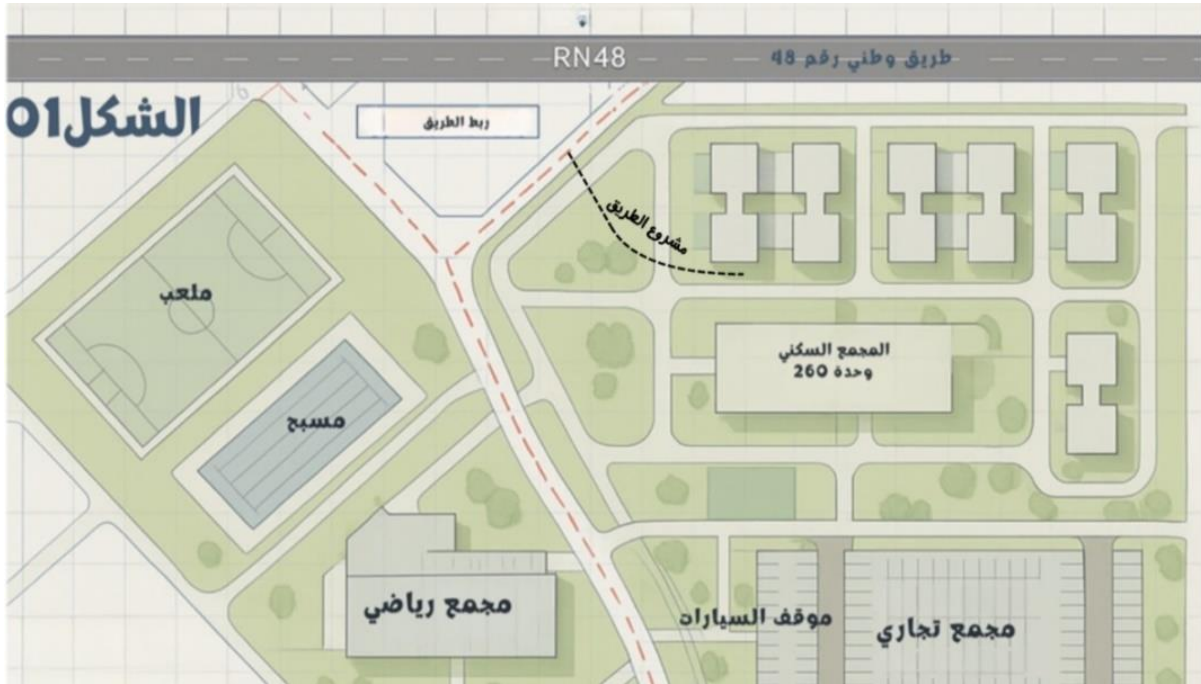 RN48
طريق وطني رقم 48
الشكل01
ربط الطريق
مشروع الطريق
ملعب
المجمع السكني
260 وحدة
مسبح
مجمع رياضي
موقف السيارات
مجمع تجاري